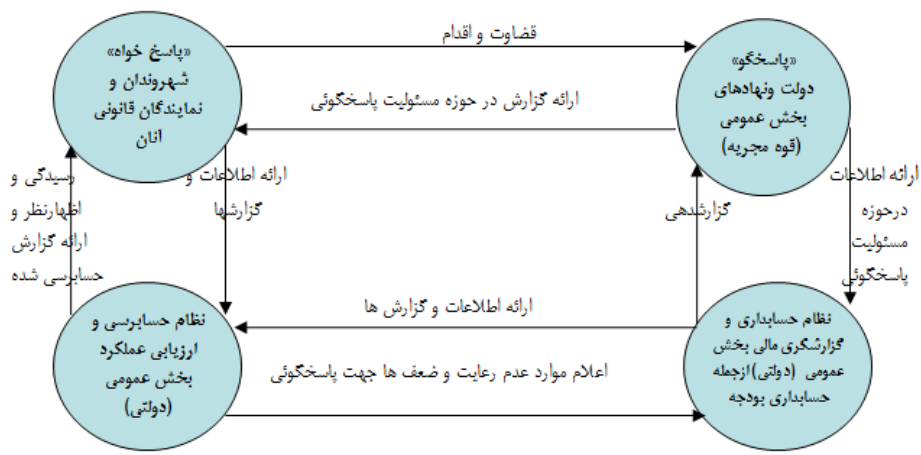 قضاوت و اقدام
«پاسخگو»
دولت ونهادهای
بخش عمومی
(قوه مجریه)
«پاسخ خواه»
شهروندان و
نمایندگان قانونی
آنان
ارائه گزارش در حوزه مسئولیت پاسخگوئی
ارائه اطلاعات
درحوزه
مسئولیت
پاسخگوئی
گزارشدهی
ارائه اطلاعات و
گزارشها
رسیدگی و
اظهارنظر و
ارائه گزارش
حسابرسی شده
ارائه اطلاعات و گزارش ها
نظام حسابداری و
گزارشگری مالی بخش
عمومی (دولتی) ازجمله
حسابداری بودجه
نظام حسابرسی و
ارزیابی عملکرد
بخش عمومی
(دولتی)
اعلام موارد عدم رعایت و ضعف ها جهت پاسخگوئی